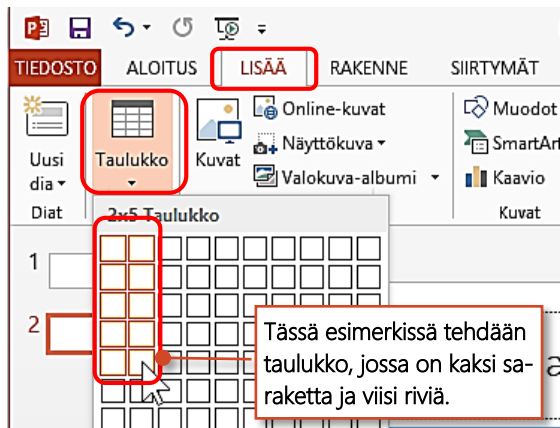 TIEDOSTO ALOITUS LISÄÄ RAKENNE SIIRTYMÄT
Uusi dia
Taulukko
Kuvat
Online-kuvat
Näyttökuva
Valokuva-albumi
Muodot
SmartArt
Kaavio
Diat
Kuvat
2x5 Taulukko
1
2
Tässä esimerkissä tehdään
taulukko, jossa on kaksi sa-
raketta ja viisi riviä.